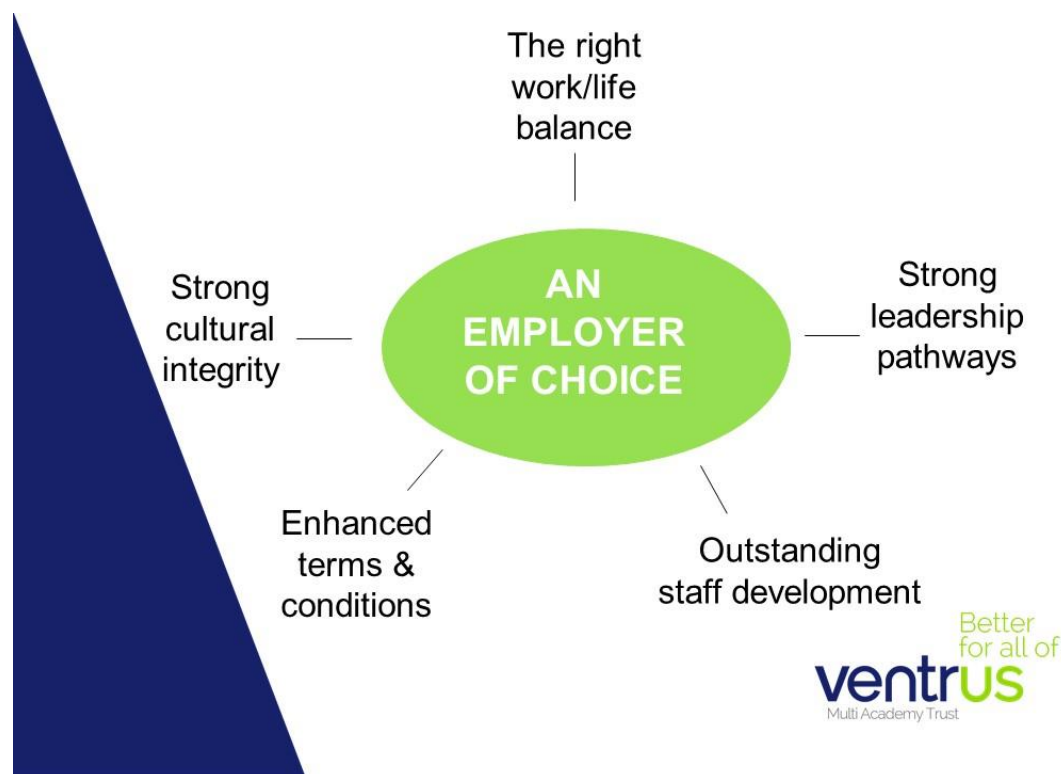 The right
work/life
balance
Strong
cultural
integrity
AN
EMPLOYER
OF CHOICE
Strong
leadership
pathways
Enhanced
terms &
conditions
Outstanding
staff development
Better
for all of
ventrus
Multi Academy Trust